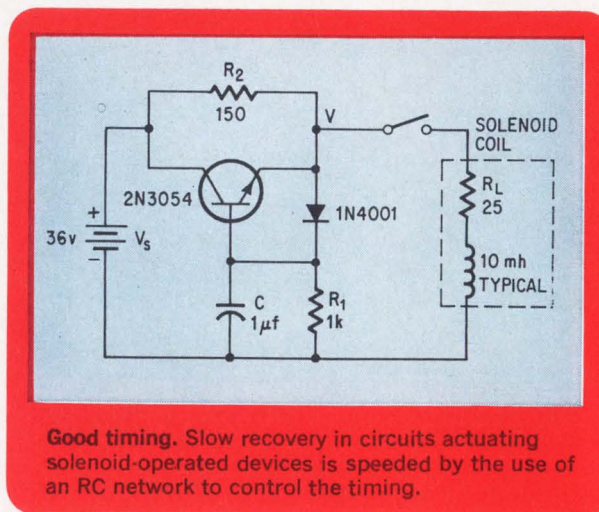 R2
150
V
SOLENOID
COIL
2N3054
1N4001
RL
25
+
36v
Vs
−
10 mh
TYPICAL
C
1μf
R1
1k
Good timing. Slow recovery in circuits actuating
solenoid-operated devices is speeded by the use of
an RC network to control the timing.